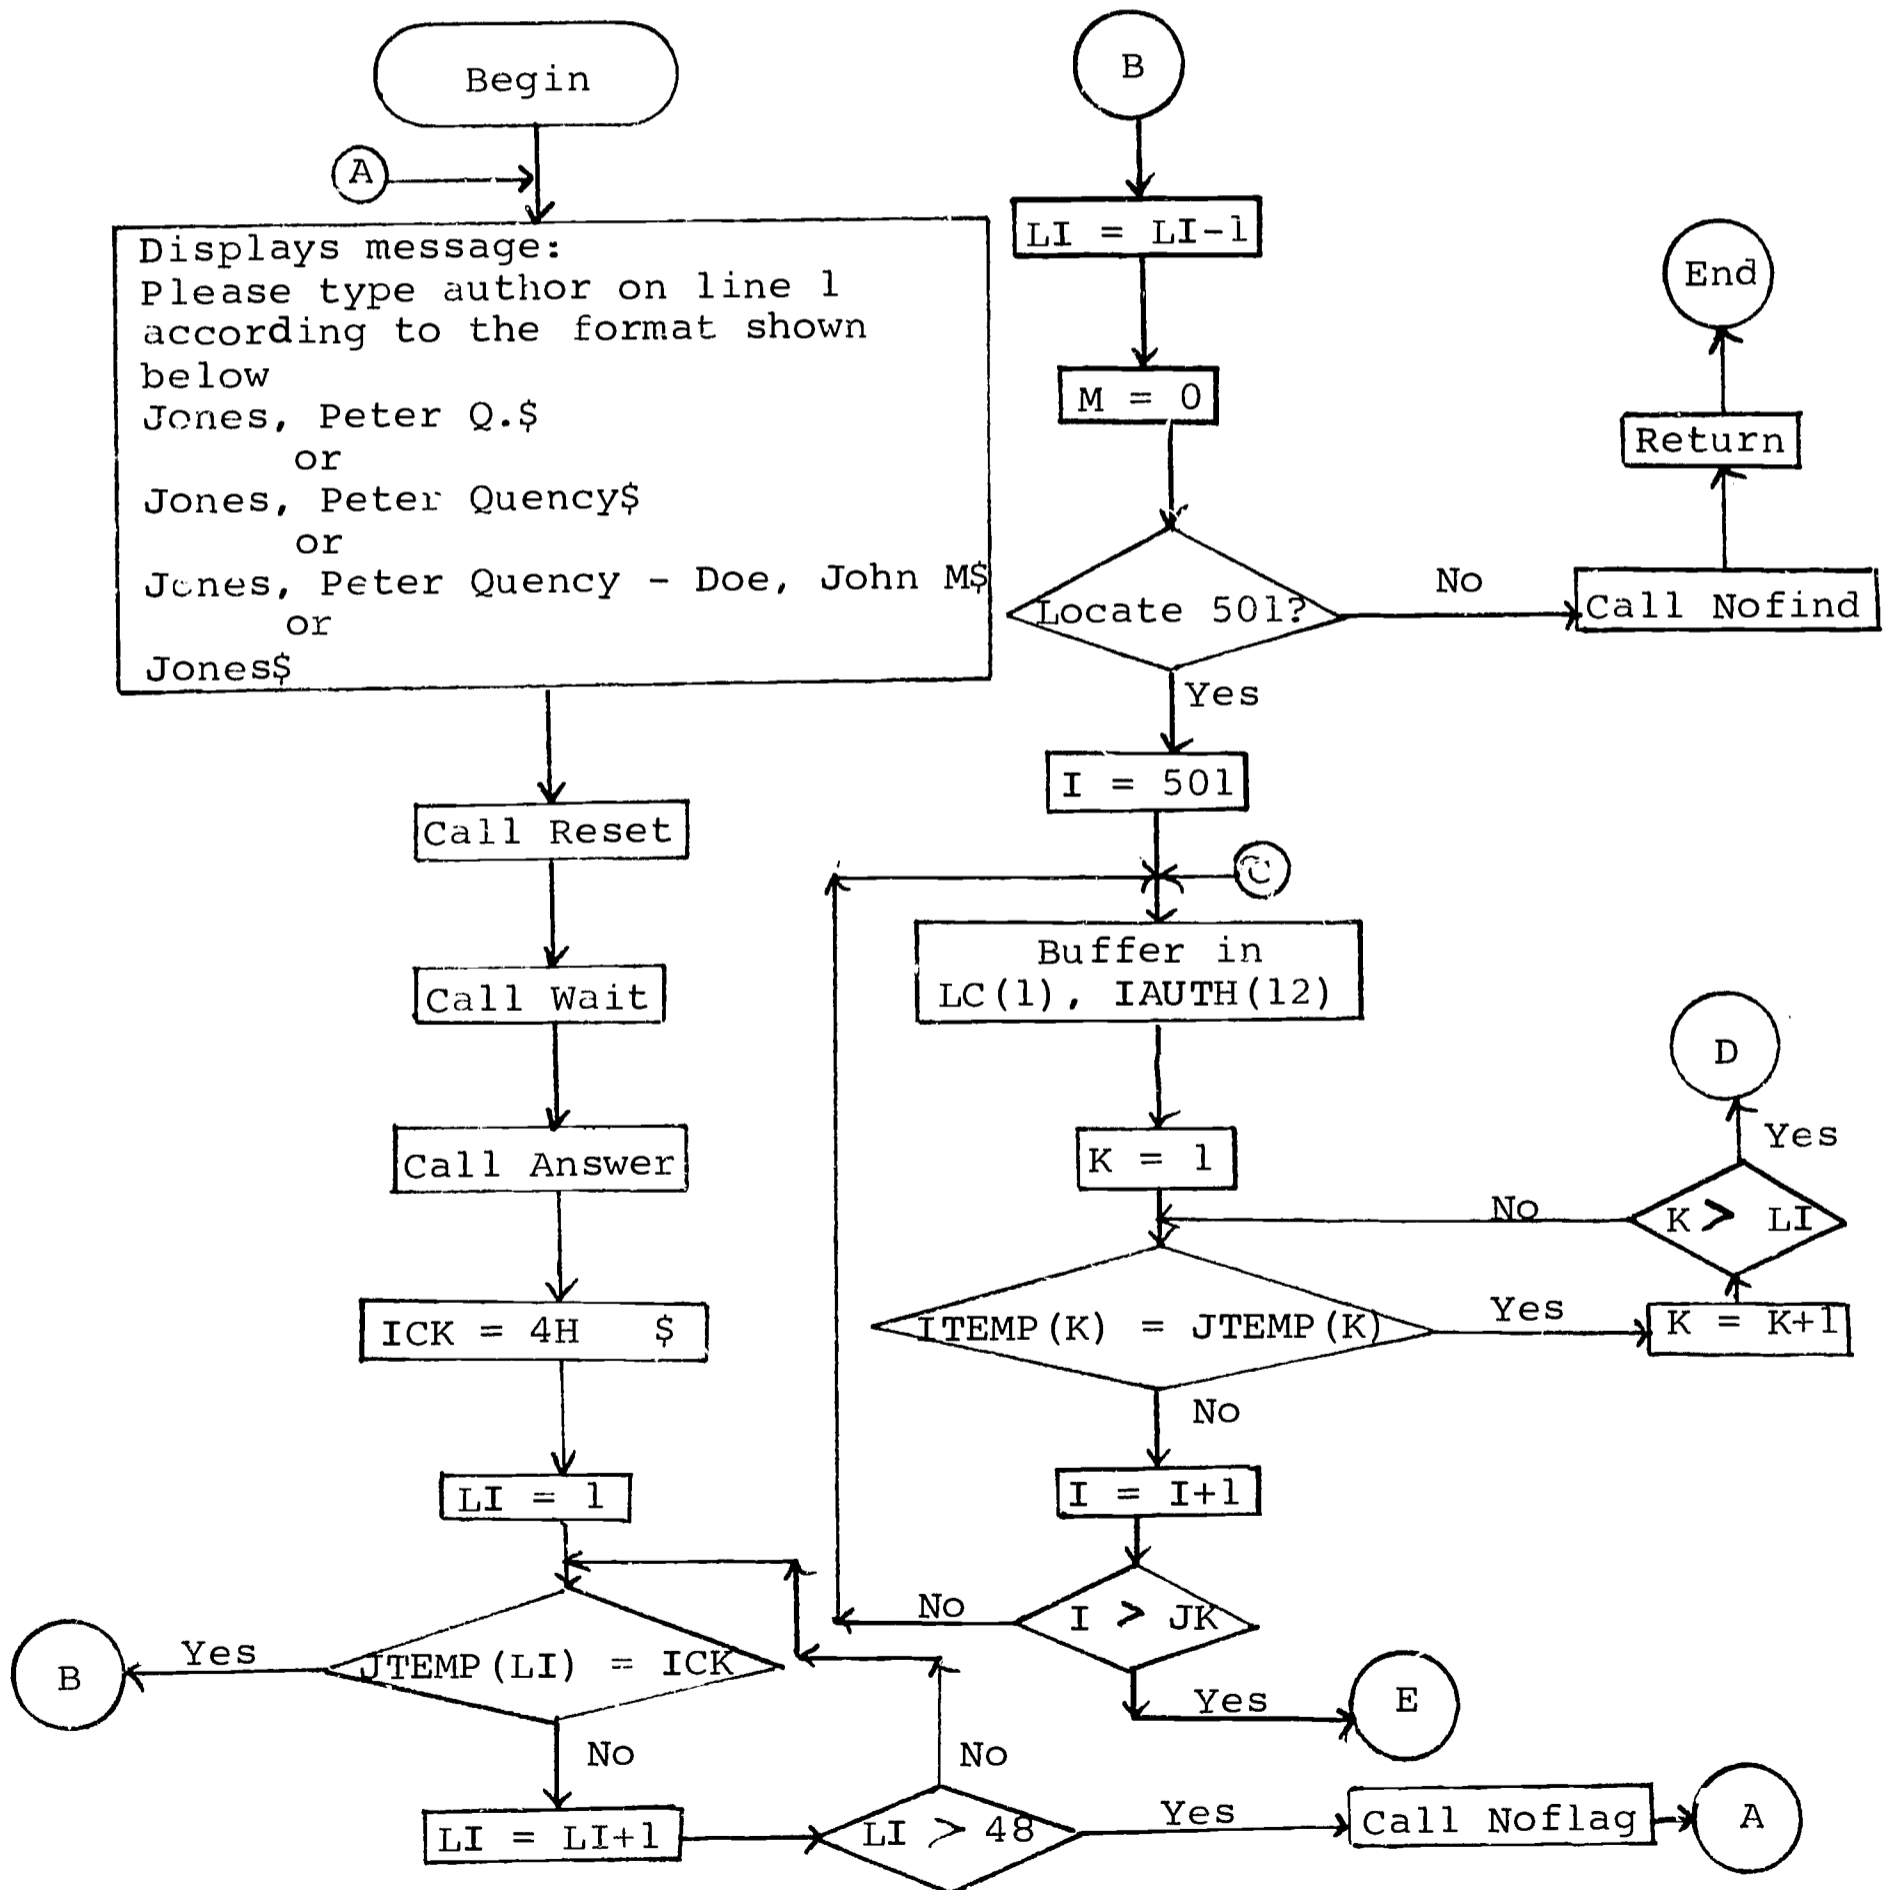 Begin
A
Displays message:
Please type author on line 1
according to the format shown
below
Jones, Peter Q.$
or
Jones, Peter Quency$
or
Jones, Peter Quency - Doe, John M$
or
Jones$
Call Reset
Call Wait
Call Answer
ICK = 4H   $
LI = 1
JTEMP(LI) = ICK
Yes
B
No
LI = LI+1
LI > 48
No
Yes
Call Noflag
A
B
LI = LI-1
M = 0
Locate 501?
No
Call Nofind
Return
End
Yes
I = 501
C
Buffer in
LC(1), IAUTH(12)
K = 1
ITEMP(K) = JTEMP(K)
Yes
K = K+1
K > LI
No
Yes
D
No
I = I+1
I > JK
No
Yes
E